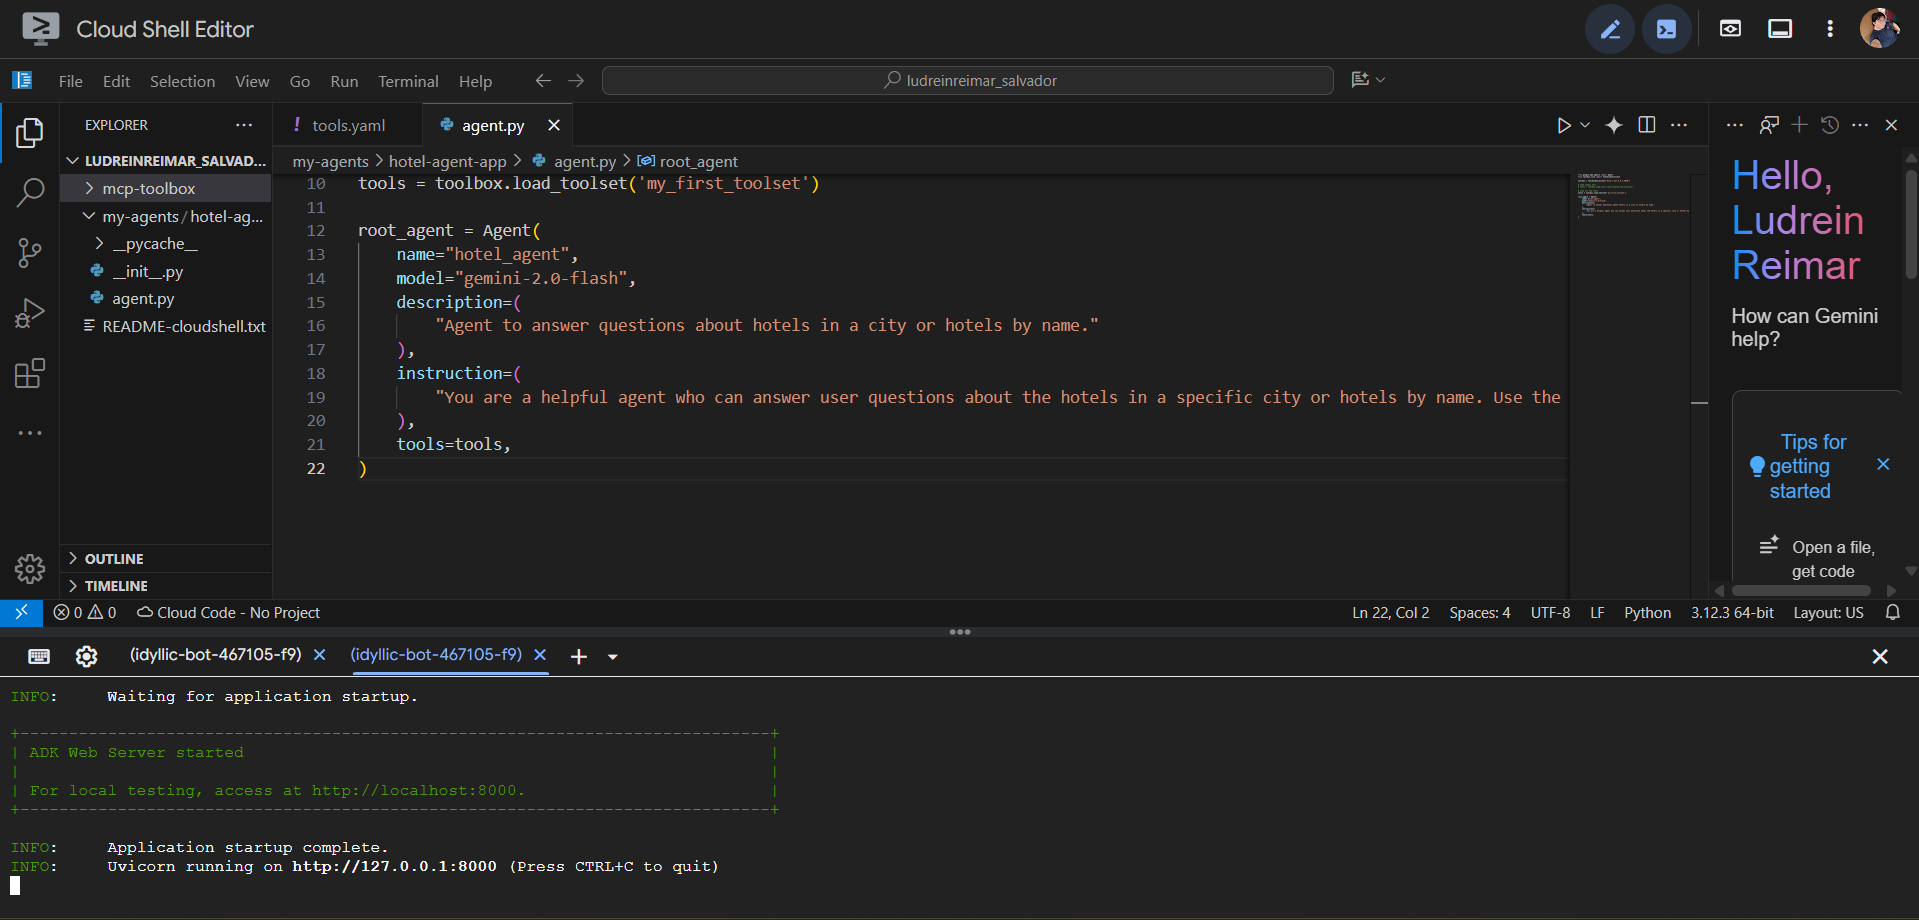 Cloud Shell Editor
File Edit Selection View Go Run Terminal Help
ludreinreimar_salvador
EXPLORER
LUDREINREIMAR_SALVAD...
mcp-toolbox
my-agents/hotel-ag...
__pycache__
__init__.py
agent.py
README-cloudshell.txt
OUTLINE
TIMELINE
! tools.yaml
agent.py
my-agents > hotel-agent-app > agent.py > root_agent
10 tools = toolbox.load_toolset('my_first_toolset')
11
12 root_agent = Agent(
13 name="hotel_agent",
14 model="gemini-2.0-flash",
15 description=(
16 "Agent to answer questions about hotels in a city or hotels by name."
17 ),
18 instruction=(
19 "You are a helpful agent who can answer user questions about the hotels in a specific city or hotels by name. Use the
20 ),
21 tools=tools,
22 )
Hello,
Ludrein
Reimar
How can Gemini
help?
Tips for
getting
started
Open a file,
get code
0 0 Cloud Code - No Project
Ln 22, Col 2 Spaces: 4 UTF-8 LF Python 3.12.3 64-bit Layout: US
(idyllic-bot-467105-f9) (idyllic-bot-467105-f9)
INFO: Waiting for application startup.
+-----------------------------------------------------------------------------+
| ADK Web Server started |
| |
| For local testing, access at http://localhost:8000. |
+-----------------------------------------------------------------------------+
INFO: Application startup complete.
INFO: Uvicorn running on http://127.0.0.1:8000 (Press CTRL+C to quit)